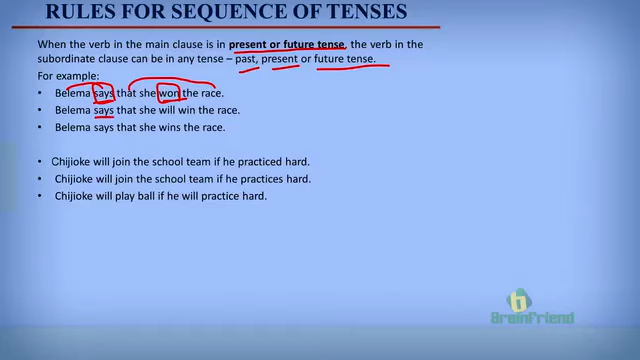 RULES FOR SEQUENCE OF TENSES
When the verb in the main clause is in present or future tense, the verb in the
subordinate clause can be in any tense – past, present or future tense.
For example:
• Belema says that she won the race.
• Belema says that she will win the race.
• Belema says that she wins the race.
• Chijioke will join the school team if he practiced hard.
• Chijioke will join the school team if he practices hard.
• Chijioke will play ball if he will practice hard.
BrainFriend